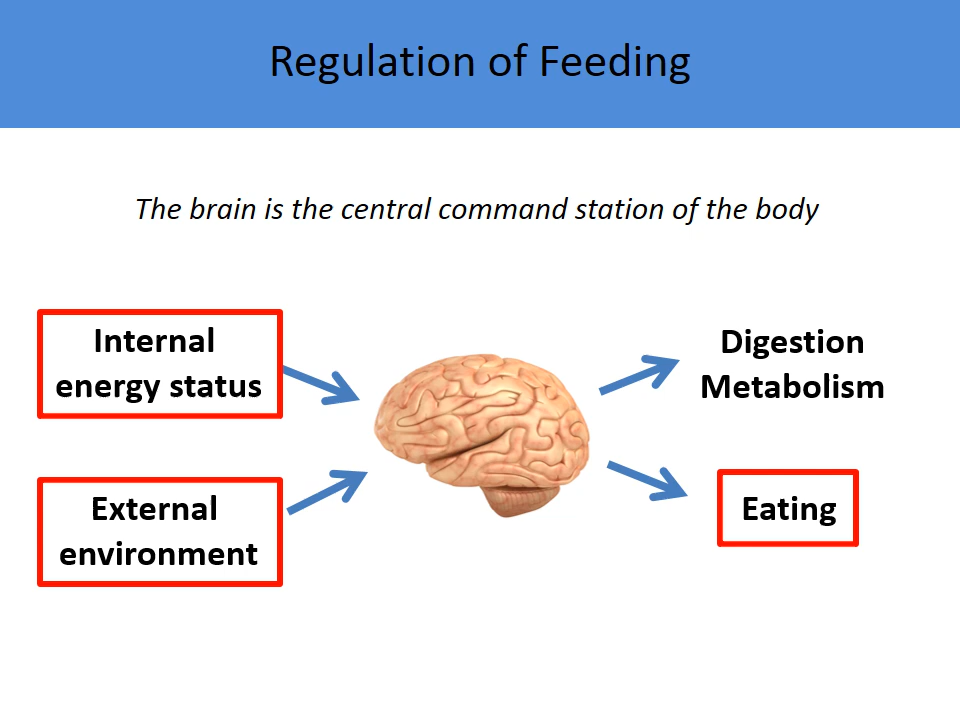 Regulation of Feeding
The brain is the central command station of the body
Internal
energy status
External
environment
Digestion
Metabolism
Eating